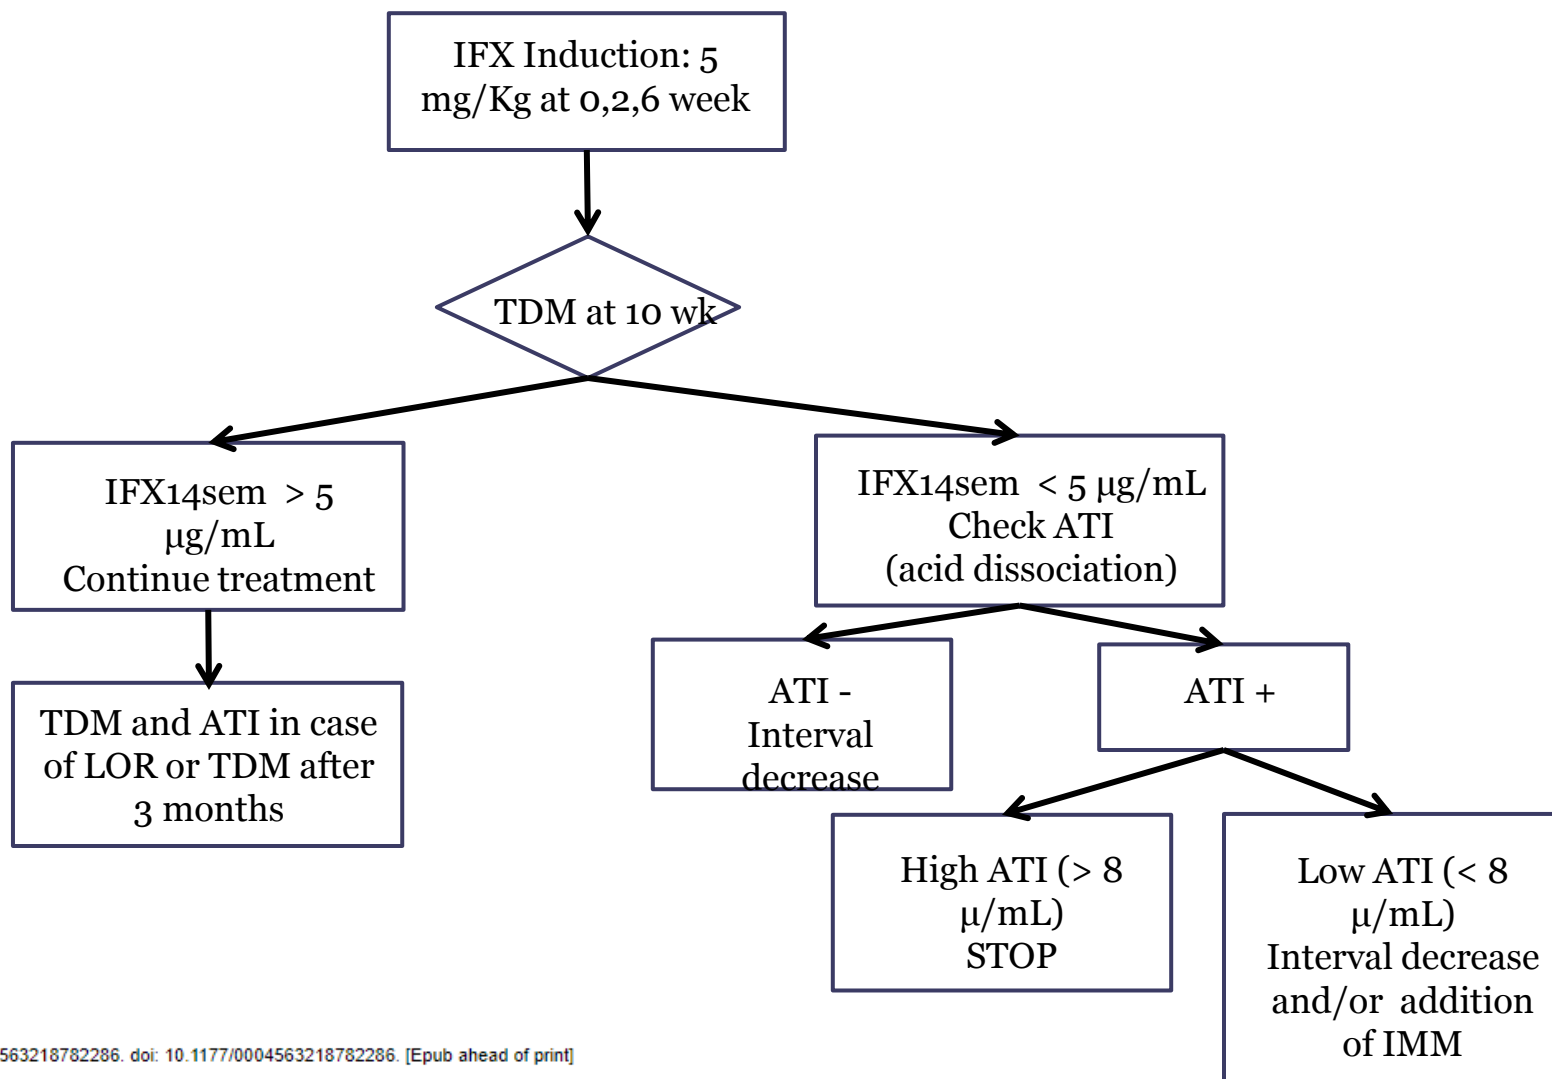 IFX Induction: 5
mg/Kg at 0,2,6 week
TDM at 10 wk
IFX14sem > 5
µg/mL
Continue treatment
IFX14sem < 5 µg/mL
Check ATI
(acid dissociation)
TDM and ATI in case
of LOR or TDM after
3 months
ATI -
Interval
decrease
ATI +
High ATI (> 8
µ/mL)
STOP
Low ATI (< 8
µ/mL)
Interval decrease
and/or addition
of IMM
563218782286. doi: 10.1177/0004563218782286. [Epub ahead of print]